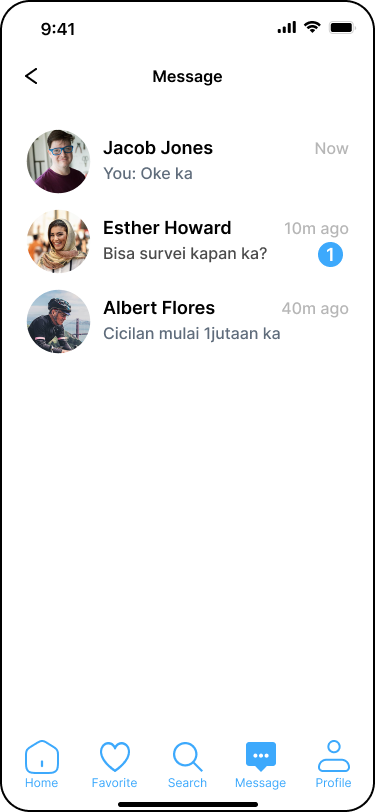 9:41
Message
Jacob Jones
Now
You: Oke ka
Esther Howard
10m ago
Bisa survei kapan ka?
1
Albert Flores
40m ago
Cicilan mulai 1jutaan ka
Home
Favorite
Search
Message
Profile